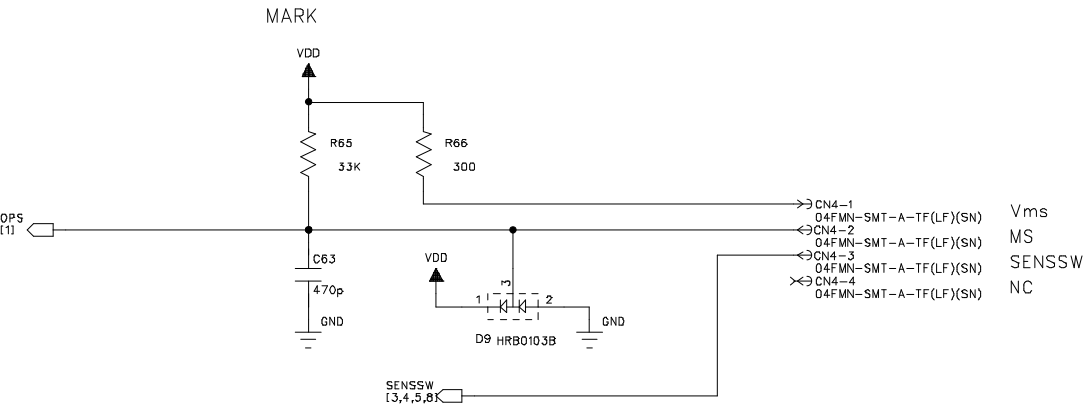 MARK
VDD
R65
33K
R66
300
CN4-1
04FMN-SMT-A-TF(LF)(SN)
Vms
OPS
[1]
CN4-2
04FMN-SMT-A-TF(LF)(SN)
MS
C63
470p
GND
VDD
1
3
2
GND
D9 HRB0103B
CN4-3
04FMN-SMT-A-TF(LF)(SN)
SENSSW
CN4-4
04FMN-SMT-A-TF(LF)(SN)
NC
SENSSW
[3,4,5,8]